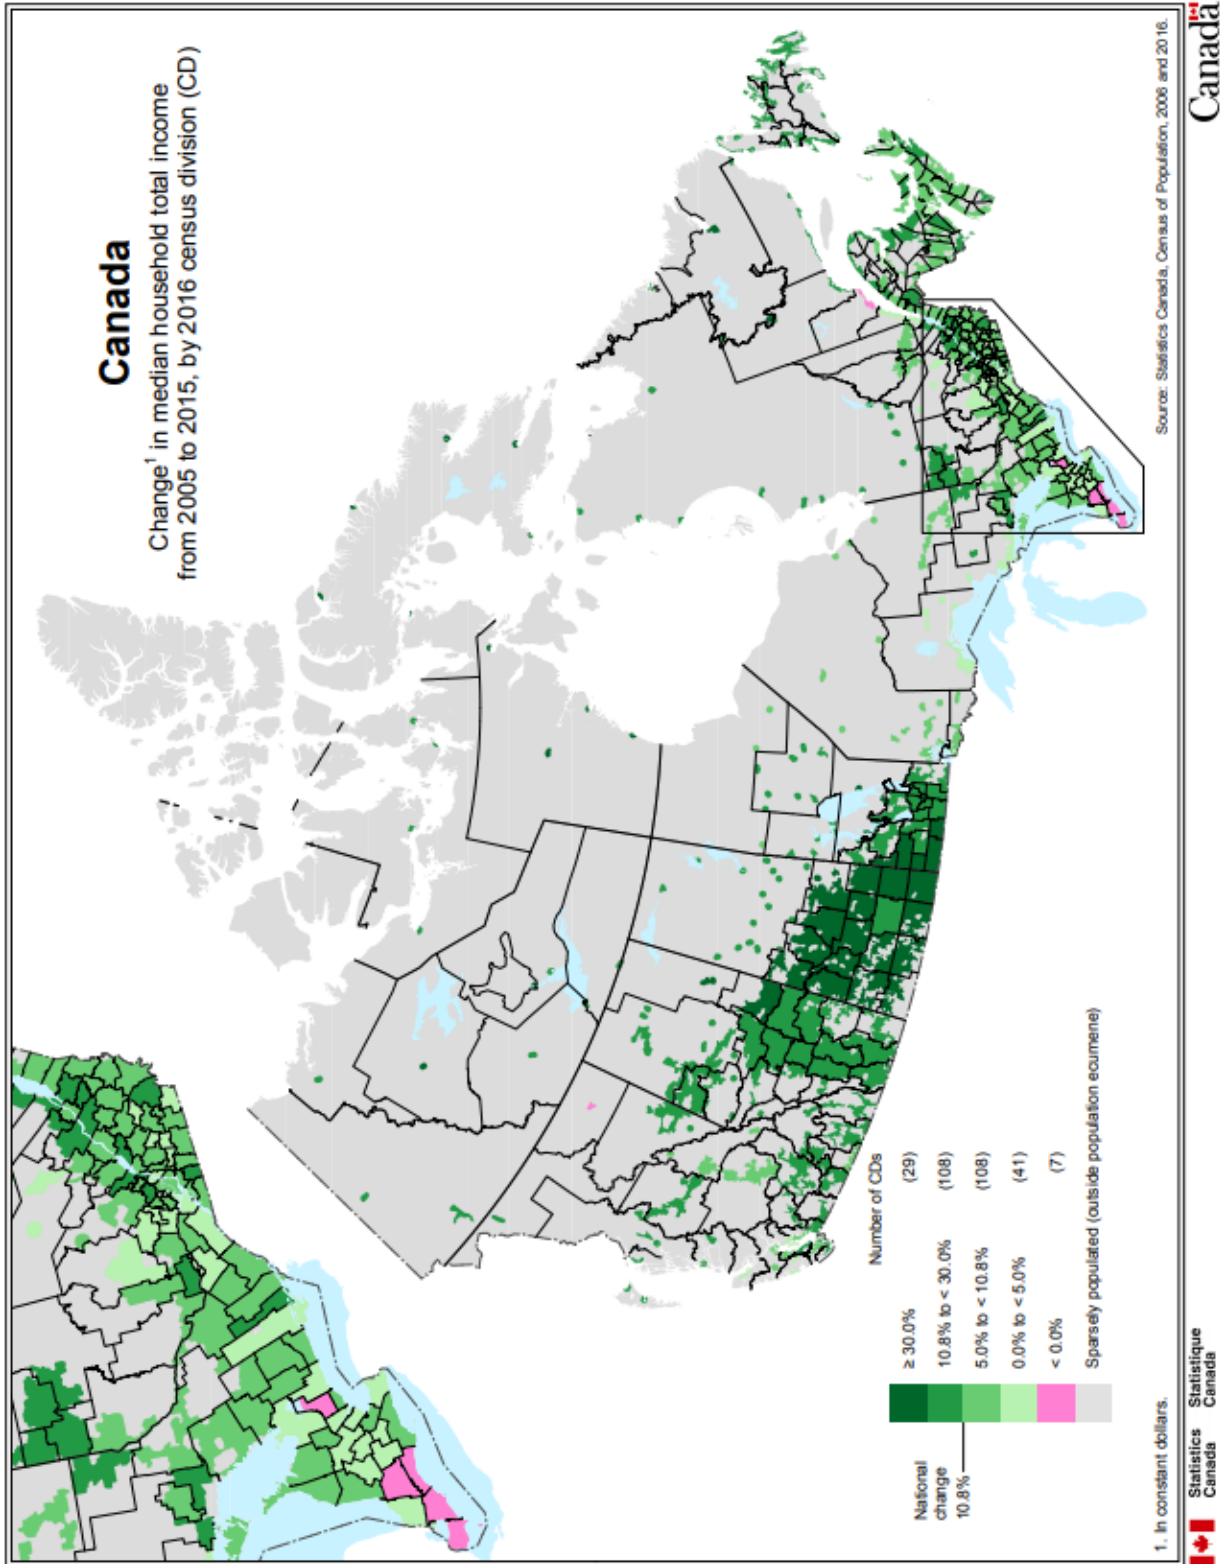 Canada
Change¹ in median household total income
from 2005 to 2015, by 2016 census division (CD)
Number of CDs
≥ 30.0% (29)
10.8% to < 30.0% (108)
5.0% to < 10.8% (108)
0.0% to < 5.0% (41)
< 0.0% (7)
Sparsely populated (outside population ecumene)
National
change
10.8%
1. In constant dollars.
Source: Statistics Canada, Census of Population, 2006 and 2016.
Statistics
Canada
Statistique
Canada
Canada